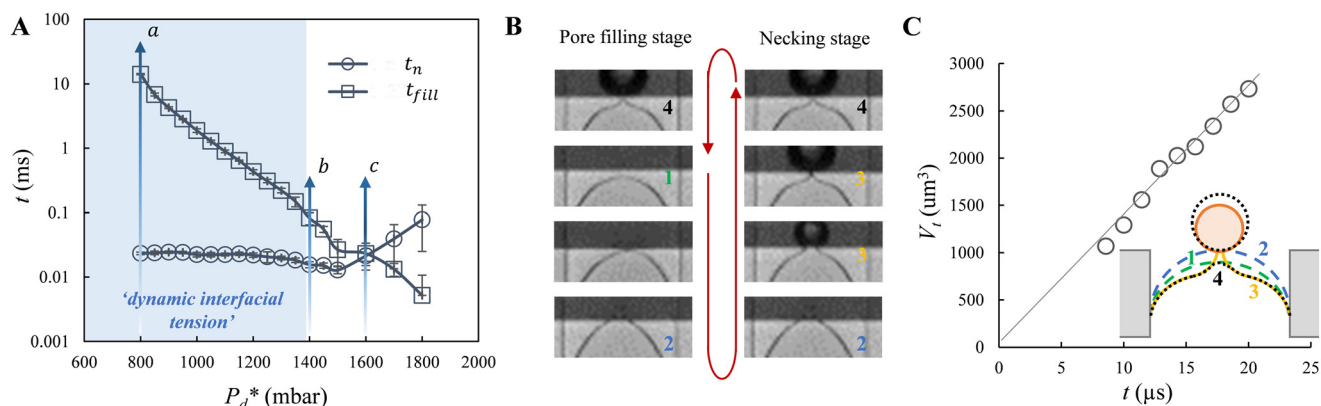 A
100
10
1
0.1
0.01
0.001
t (ms)
a
b
c
t_n
t_fill
'dynamic interfacial
tension'
600 800 1000 1200 1400 1600 1800 2000
P_d* (mbar)
B
Pore filling stage
Necking stage
4
4
1
3
3
2
2
C
3000
2500
2000
1500
1000
500
0
V_t (um³)
1
2
3
4
0 5 10 15 20 25
t (µs)